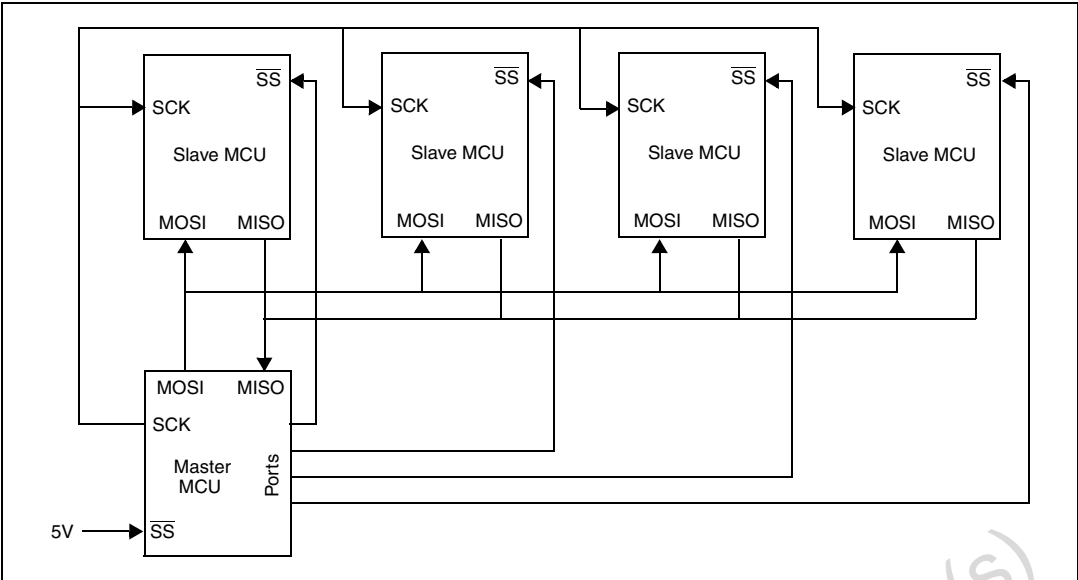 SS
SCK
Slave MCU
MOSI MISO
SS
SCK
Slave MCU
MOSI MISO
SS
SCK
Slave MCU
MOSI MISO
SS
SCK
Slave MCU
MOSI MISO
MOSI MISO
SCK
Master
MCU
Ports
5V
SS
(s)